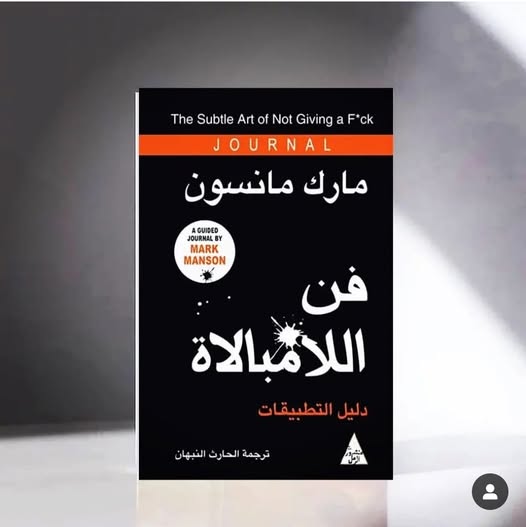 The Subtle Art of Not Giving a F*ck
JOURNAL
مارك مانسون
A GUIDED
JOURNAL BY
MARK
MANSON
فن
اللامبالاة
دليل التطبيقات
ترجمة الحارث النبهان